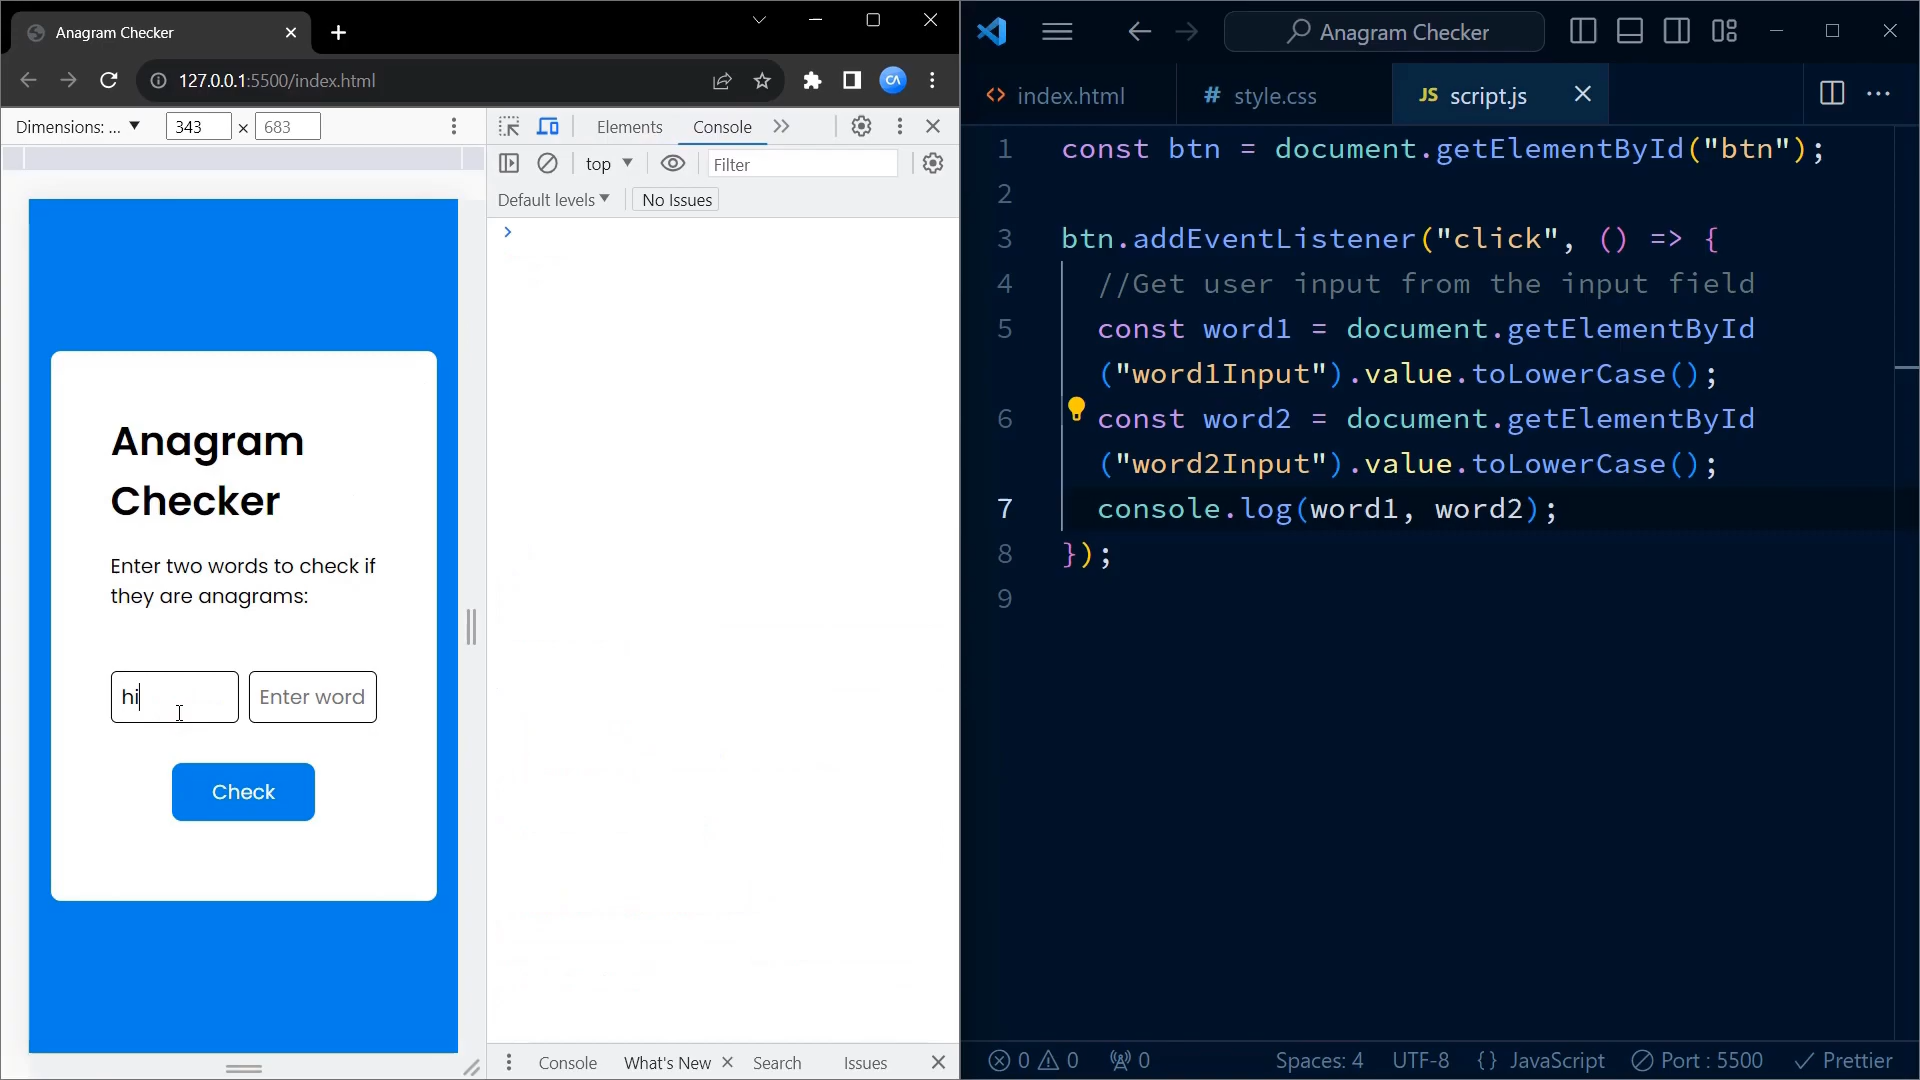 Anagram Checker
127.0.0.1:5500/index.html
CA
Dimensions: ... 343 × 683
Elements Console
top Filter
Default levels No Issues
Anagram
Checker
Enter two words to check if
they are anagrams:
hi Enter word
Check
Console What's New Search Issues
Anagram Checker
index.html # style.css JS script.js
1 const btn = document.getElementById("btn");
2
3 btn.addEventListener("click", () => {
4 //Get user input from the input field
5 const word1 = document.getElementById
("word1Input").value.toLowerCase();
6 const word2 = document.getElementById
("word2Input").value.toLowerCase();
7 console.log(word1, word2);
8 });
9
0 0 0 Spaces: 4 UTF-8 {} JavaScript Port : 5500 Prettier